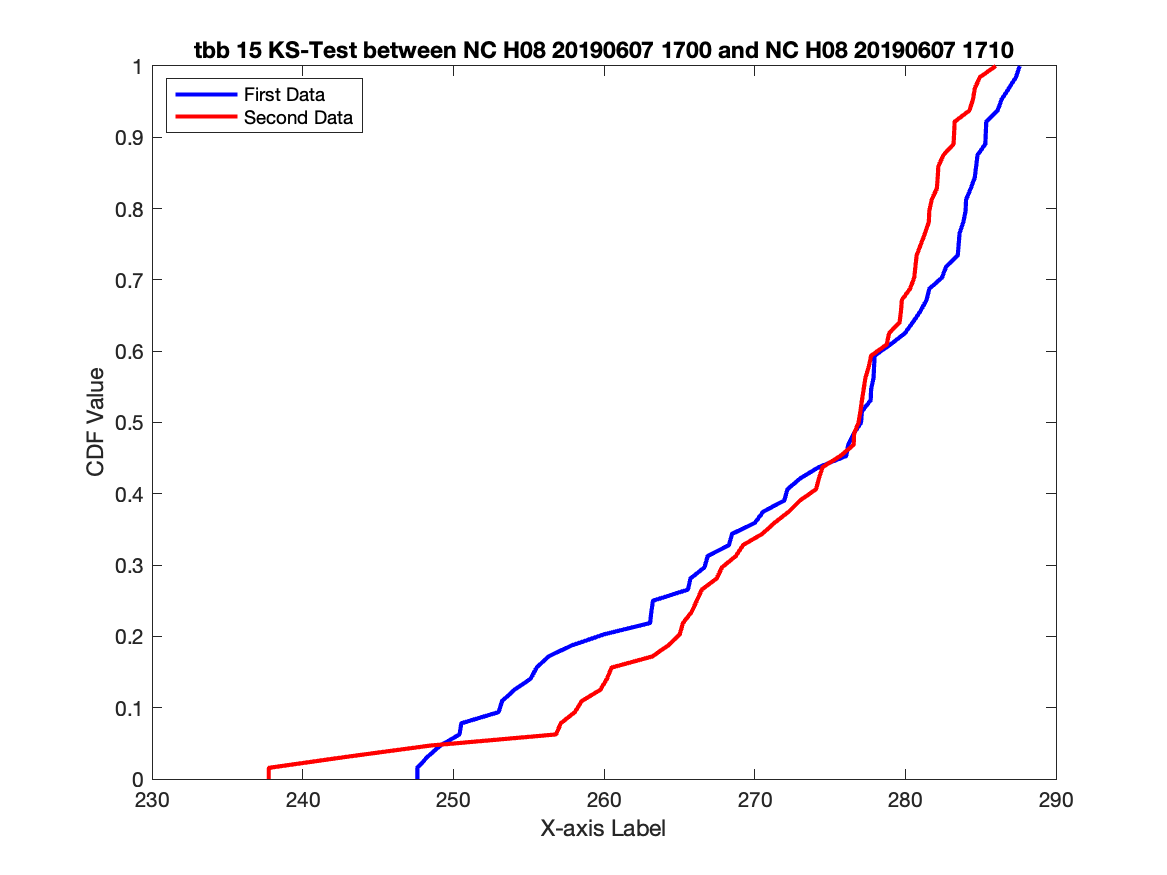 tbb 15 KS-Test between NC H08 20190607 1700 and NC H08 20190607 1710
First Data
Second Data
1
0.9
0.8
0.7
0.6
0.5
0.4
0.3
0.2
0.1
0
CDF Value
230 240 250 260 270 280 290
X-axis Label